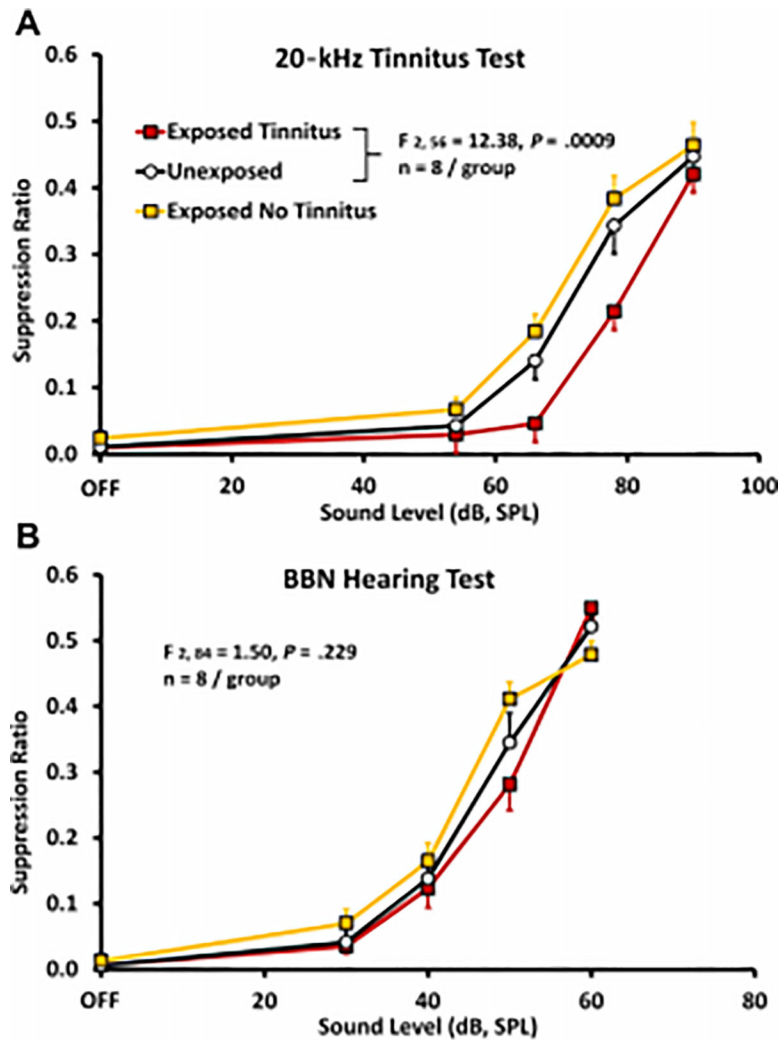 A
20-kHz Tinnitus Test
0.6
0.5
0.4
0.3
0.2
0.1
0.0
Suppression Ratio
Exposed Tinnitus
Unexposed
Exposed No Tinnitus
F 2, 56 = 12.38, P = .0009
n = 8 / group
OFF 20 40 60 80 100
Sound Level (dB, SPL)
B
BBN Hearing Test
0.6
0.5
0.4
0.3
0.2
0.1
0.0
Suppression Ratio
F 2, 84 = 1.50, P = .229
n = 8 / group
OFF 20 40 60 80
Sound Level (dB, SPL)